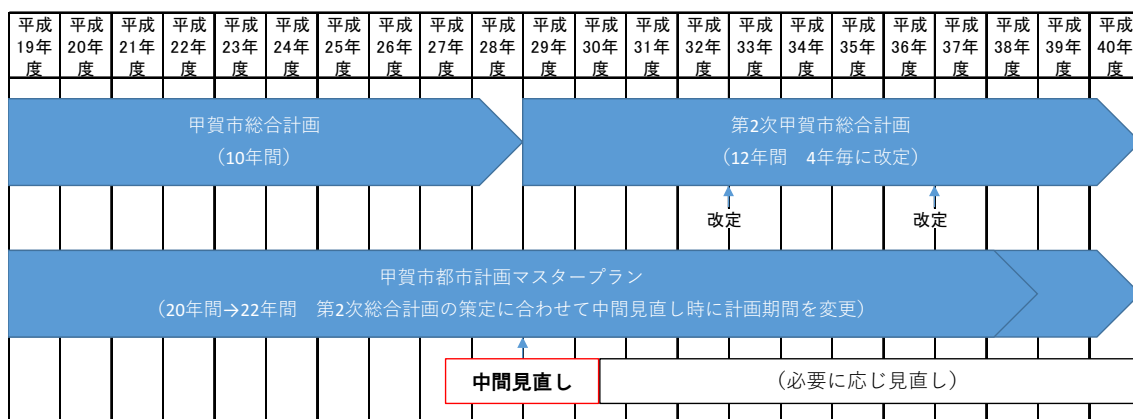 平成19年度 平成20年度 平成21年度 平成22年度 平成23年度 平成24年度 平成25年度 平成26年度 平成27年度 平成28年度 平成29年度 平成30年度 平成31年度 平成32年度 平成33年度 平成34年度 平成35年度 平成36年度 平成37年度 平成38年度 平成39年度 平成40年度
甲賀市総合計画
（10年間）
第2次甲賀市総合計画
（12年間　4年毎に改定）
改定
改定
甲賀市都市計画マスタープラン
（20年間→22年間　第2次総合計画の策定に合わせて中間見直し時に計画期間を変更）
中間見直し
（必要に応じ見直し）